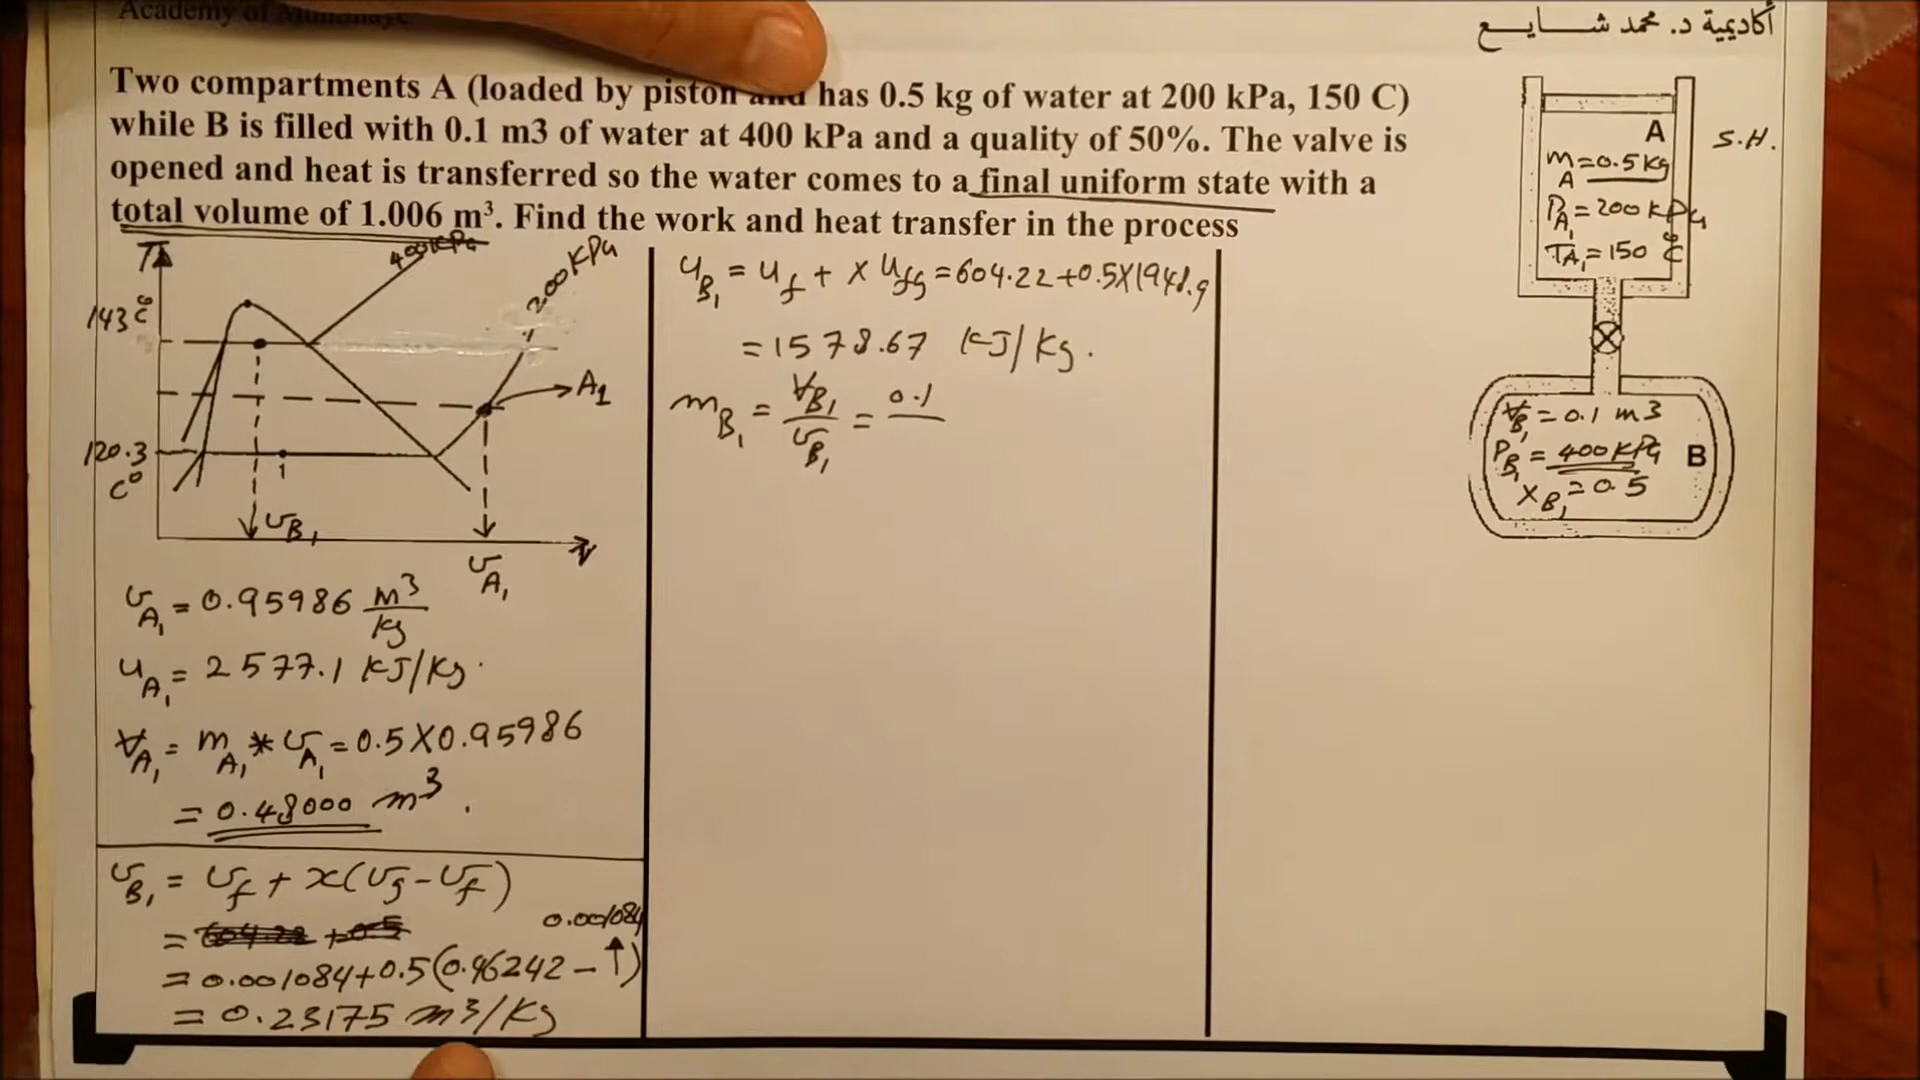 Academy of
أكاديمية د. محمد شايع
Two compartments A (loaded by piston and has 0.5 kg of water at 200 kPa, 150 C)
while B is filled with 0.1 m3 of water at 400 kPa and a quality of 50%. The valve is
opened and heat is transferred so the water comes to a final uniform state with a
total volume of 1.006 m³. Find the work and heat transfer in the process
T
400 kPa
200 KPa
143 C°
A1
120.3
C°
1
υB1
υA1
V
υA1 = 0.95986 m3/kg
uA1 = 2577.1 KJ/Kg.
VA1 = mA1 * υA1 = 0.5X0.95986
= 0.48000 m3.
υB1 = υf + x(υg - υf)
0.001084
=
= 0.001084+0.5(0.46242 - ↑)
= 0.23175 m3/Kg
uB1 = uf + x ufg = 604.22 +0.5X1948.9
= 1578.67 KJ/Kg.
mB1 = VB1/υB1 = 0.1
A
S.H.
mA = 0.5 Kg
PA1 = 200 KPa
TA1 = 150 C°
VB1 = 0.1 m3
PB1 = 400 KPa
B
XB1 = 0.5